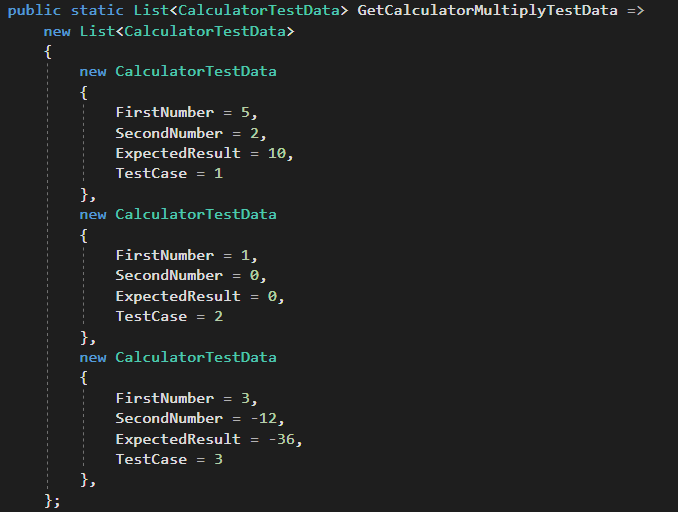 public static List<CalculatorTestData> GetCalculatorMultiplyTestData =>
    new List<CalculatorTestData>
    {
        new CalculatorTestData
        {
            FirstNumber = 5,
            SecondNumber = 2,
            ExpectedResult = 10,
            TestCase = 1
        },
        new CalculatorTestData
        {
            FirstNumber = 1,
            SecondNumber = 0,
            ExpectedResult = 0,
            TestCase = 2
        },
        new CalculatorTestData
        {
            FirstNumber = 3,
            SecondNumber = -12,
            ExpectedResult = -36,
            TestCase = 3
        },
    };